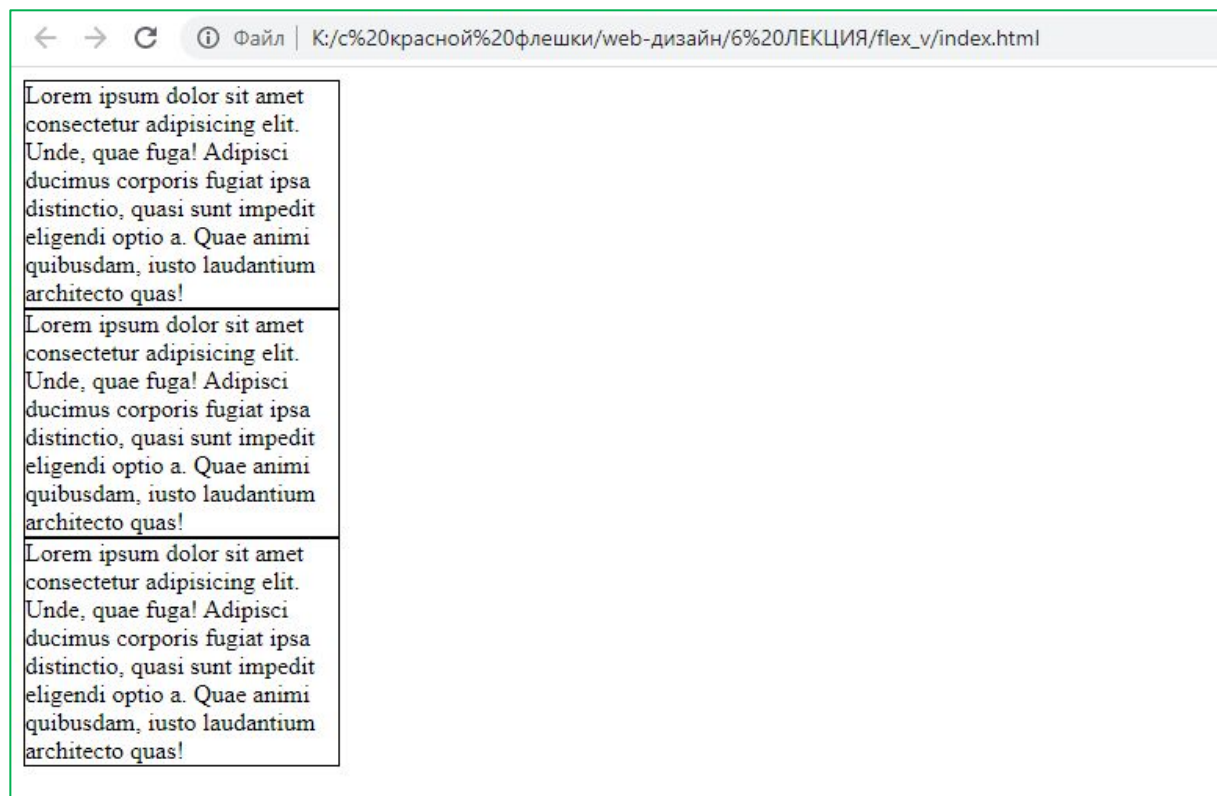 Файл K:/с%20красной%20флешки/web-дизайн/6%20ЛЕКЦИЯ/flex_v/index.html
Lorem ipsum dolor sit amet
consectetur adipisicing elit.
Unde, quae fuga! Adipisci
ducimus corporis fugiat ipsa
distinctio, quasi sunt impedit
eligendi optio a. Quae animi
quibusdam, iusto laudantium
architecto quas!
Lorem ipsum dolor sit amet
consectetur adipisicing elit.
Unde, quae fuga! Adipisci
ducimus corporis fugiat ipsa
distinctio, quasi sunt impedit
eligendi optio a. Quae animi
quibusdam, iusto laudantium
architecto quas!
Lorem ipsum dolor sit amet
consectetur adipisicing elit.
Unde, quae fuga! Adipisci
ducimus corporis fugiat ipsa
distinctio, quasi sunt impedit
eligendi optio a. Quae animi
quibusdam, iusto laudantium
architecto quas!